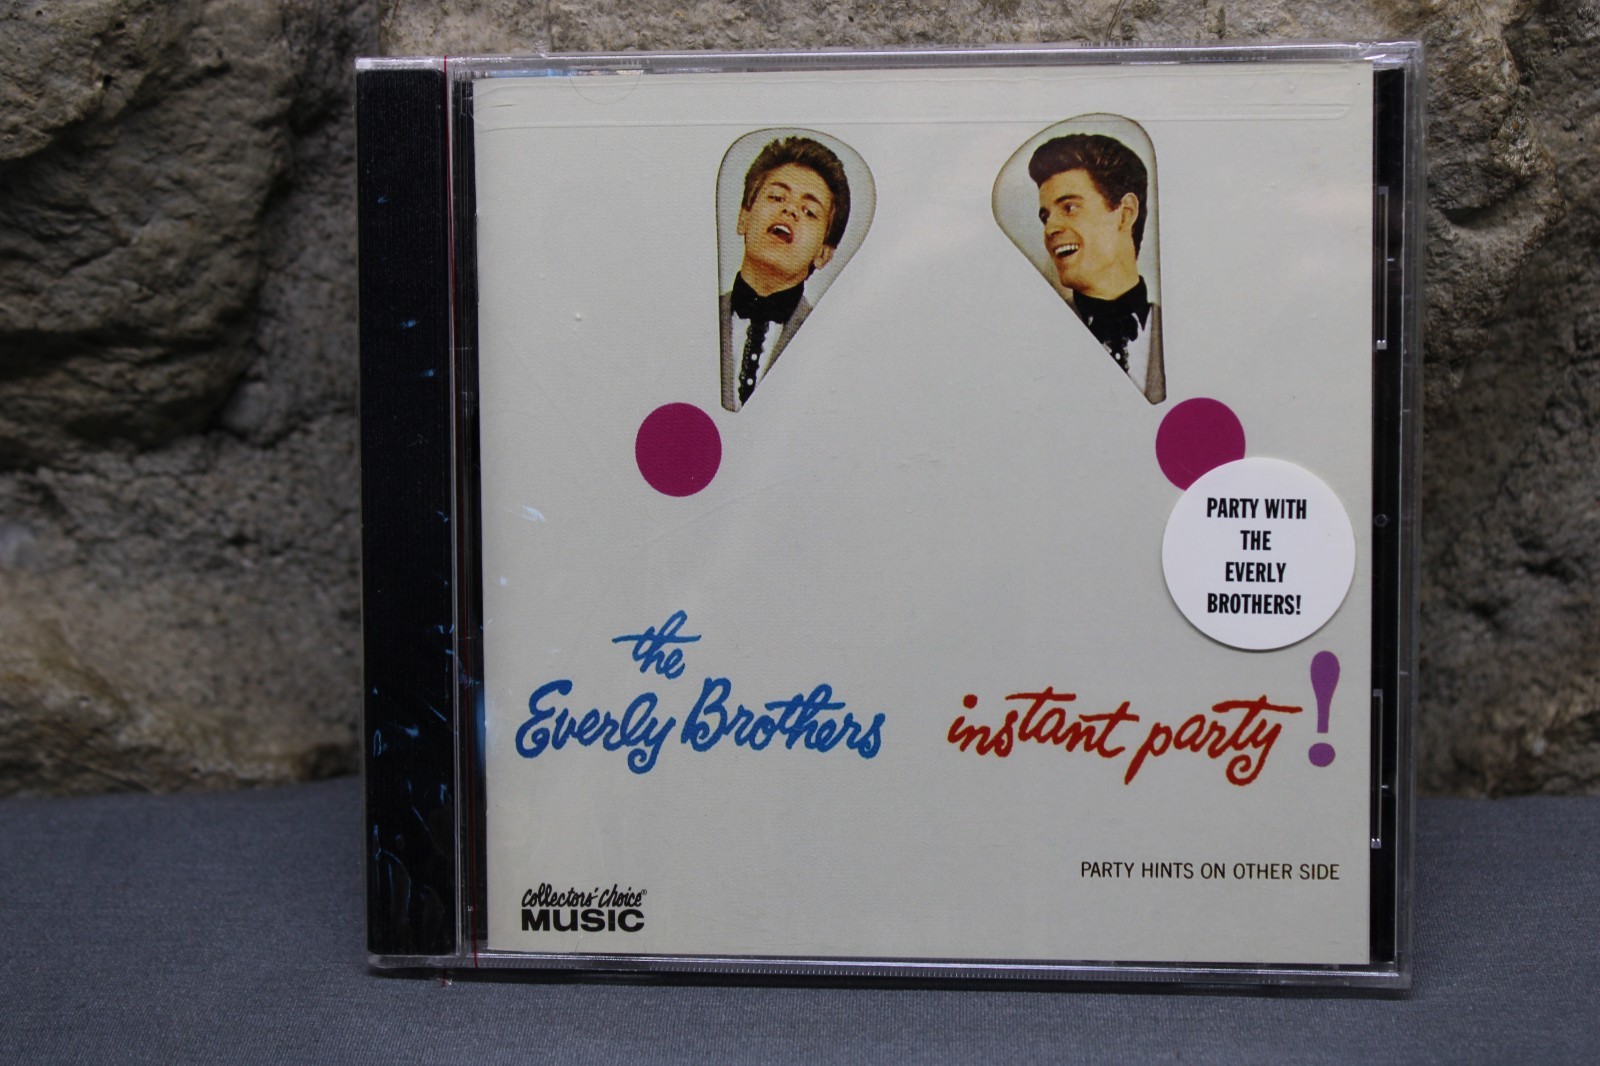 PARTY WITH
THE
EVERLY
BROTHERS!
the
Everly Brothers
instant party!
PARTY HINTS ON OTHER SIDE
collectors' choice®
MUSIC